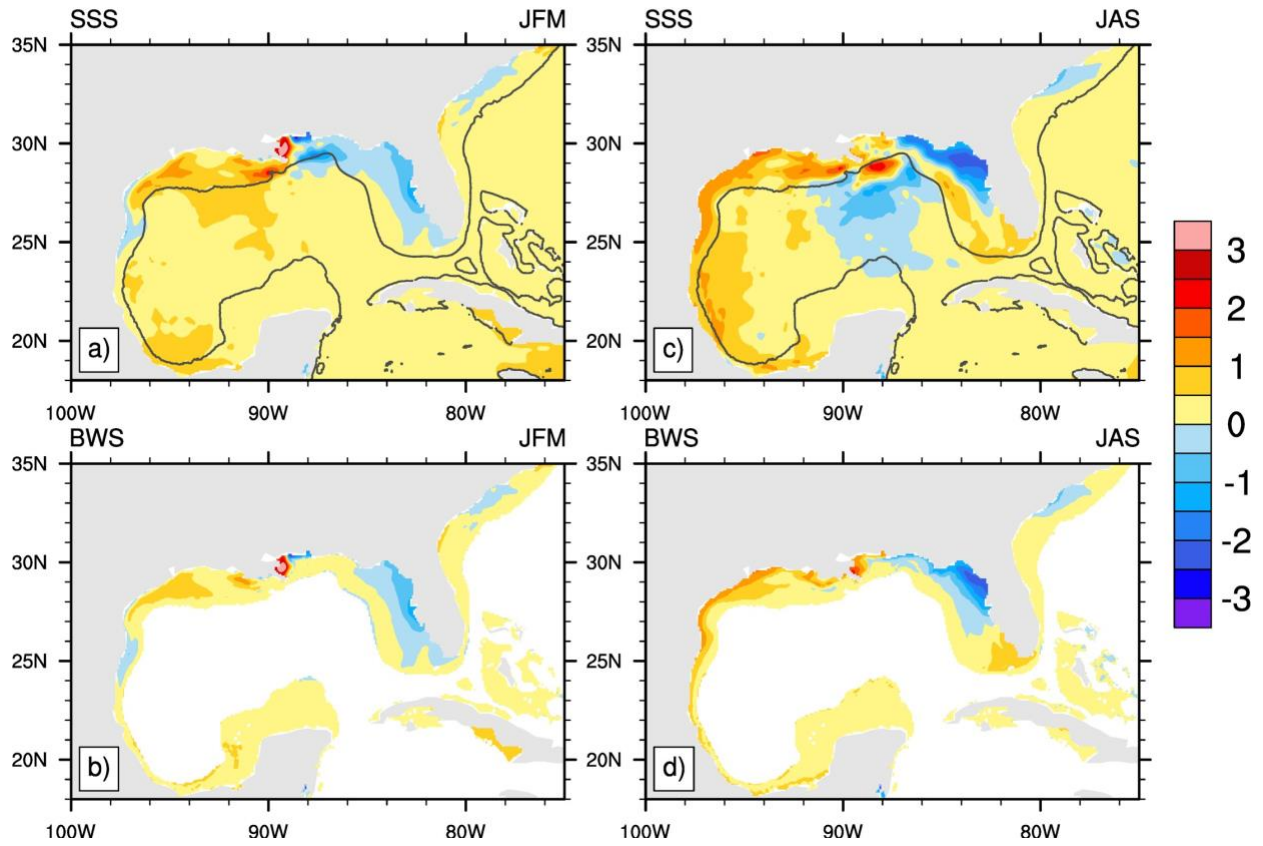 SSS JFM
35N
30N
25N
20N
a)
100W 90W 80W
SSS JAS
35N
30N
25N
20N
c)
100W 90W 80W
BWS JFM
35N
30N
25N
20N
b)
100W 90W 80W
BWS JAS
35N
30N
25N
20N
d)
100W 90W 80W
3
2
1
0
-1
-2
-3